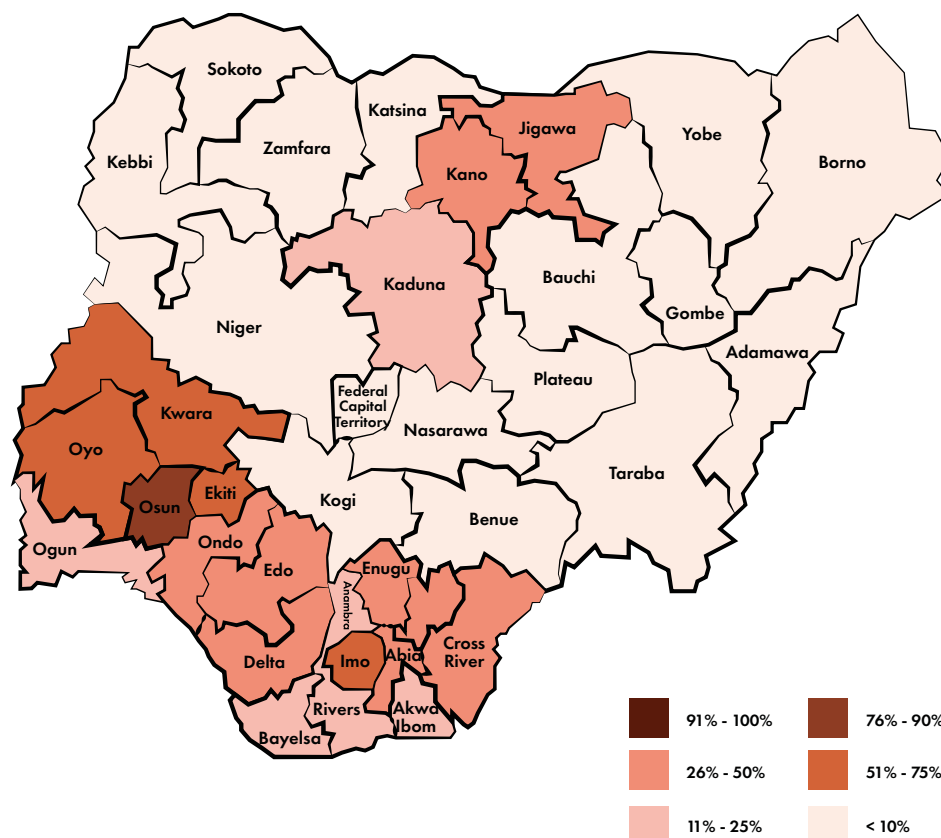 Sokoto
Katsina
Jigawa
Yobe
Borno
Kebbi
Zamfara
Kano
Kaduna
Bauchi
Gombe
Niger
Adamawa
Plateau
Federal
Capital
Territory
Nasarawa
Kwara
Oyo
Taraba
Ekiti
Osun
Kogi
Benue
Ogun
Ondo
Edo
Enugu
Anambra
Delta
Imo
Abia
Cross
River
Rivers
Akwa
Ibom
Bayelsa
91% - 100%
76% - 90%
26% - 50%
51% - 75%
11% - 25%
< 10%